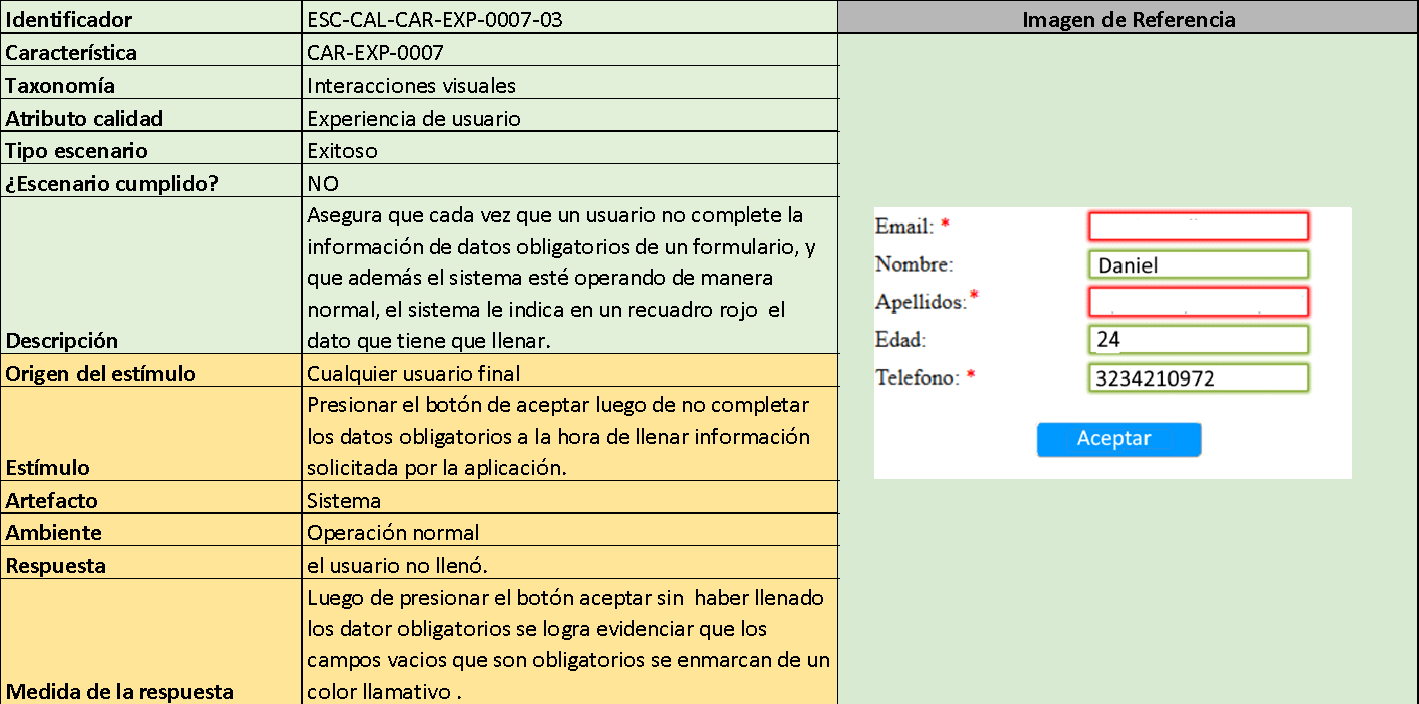 Identificador ESC-CAL-CAR-EXP-0007-03 Imagen de Referencia
Característica CAR-EXP-0007
Taxonomía Interacciones visuales
Atributo calidad Experiencia de usuario
Tipo escenario Exitoso
¿Escenario cumplido? NO
Asegura que cada vez que un usuario no complete la
información de datos obligatorios de un formulario, y
que además el sistema esté operando de manera
normal, el sistema le indica en un recuadro rojo el
Descripción dato que tiene que llenar.
Origen del estímulo Cualquier usuario final
Presionar el botón de aceptar luego de no completar
los datos obligatorios a la hora de llenar información
Estímulo solicitada por la aplicación.
Artefacto Sistema
Ambiente Operación normal
Respuesta el usuario no llenó.
Luego de presionar el botón aceptar sin haber llenado
los dator obligatorios se logra evidenciar que los
campos vacios que son obligatorios se enmarcan de un
Medida de la respuesta color llamativo .
Email: *
Nombre: Daniel
Apellidos:*
Edad: 24
Telefono: * 3234210972
Aceptar